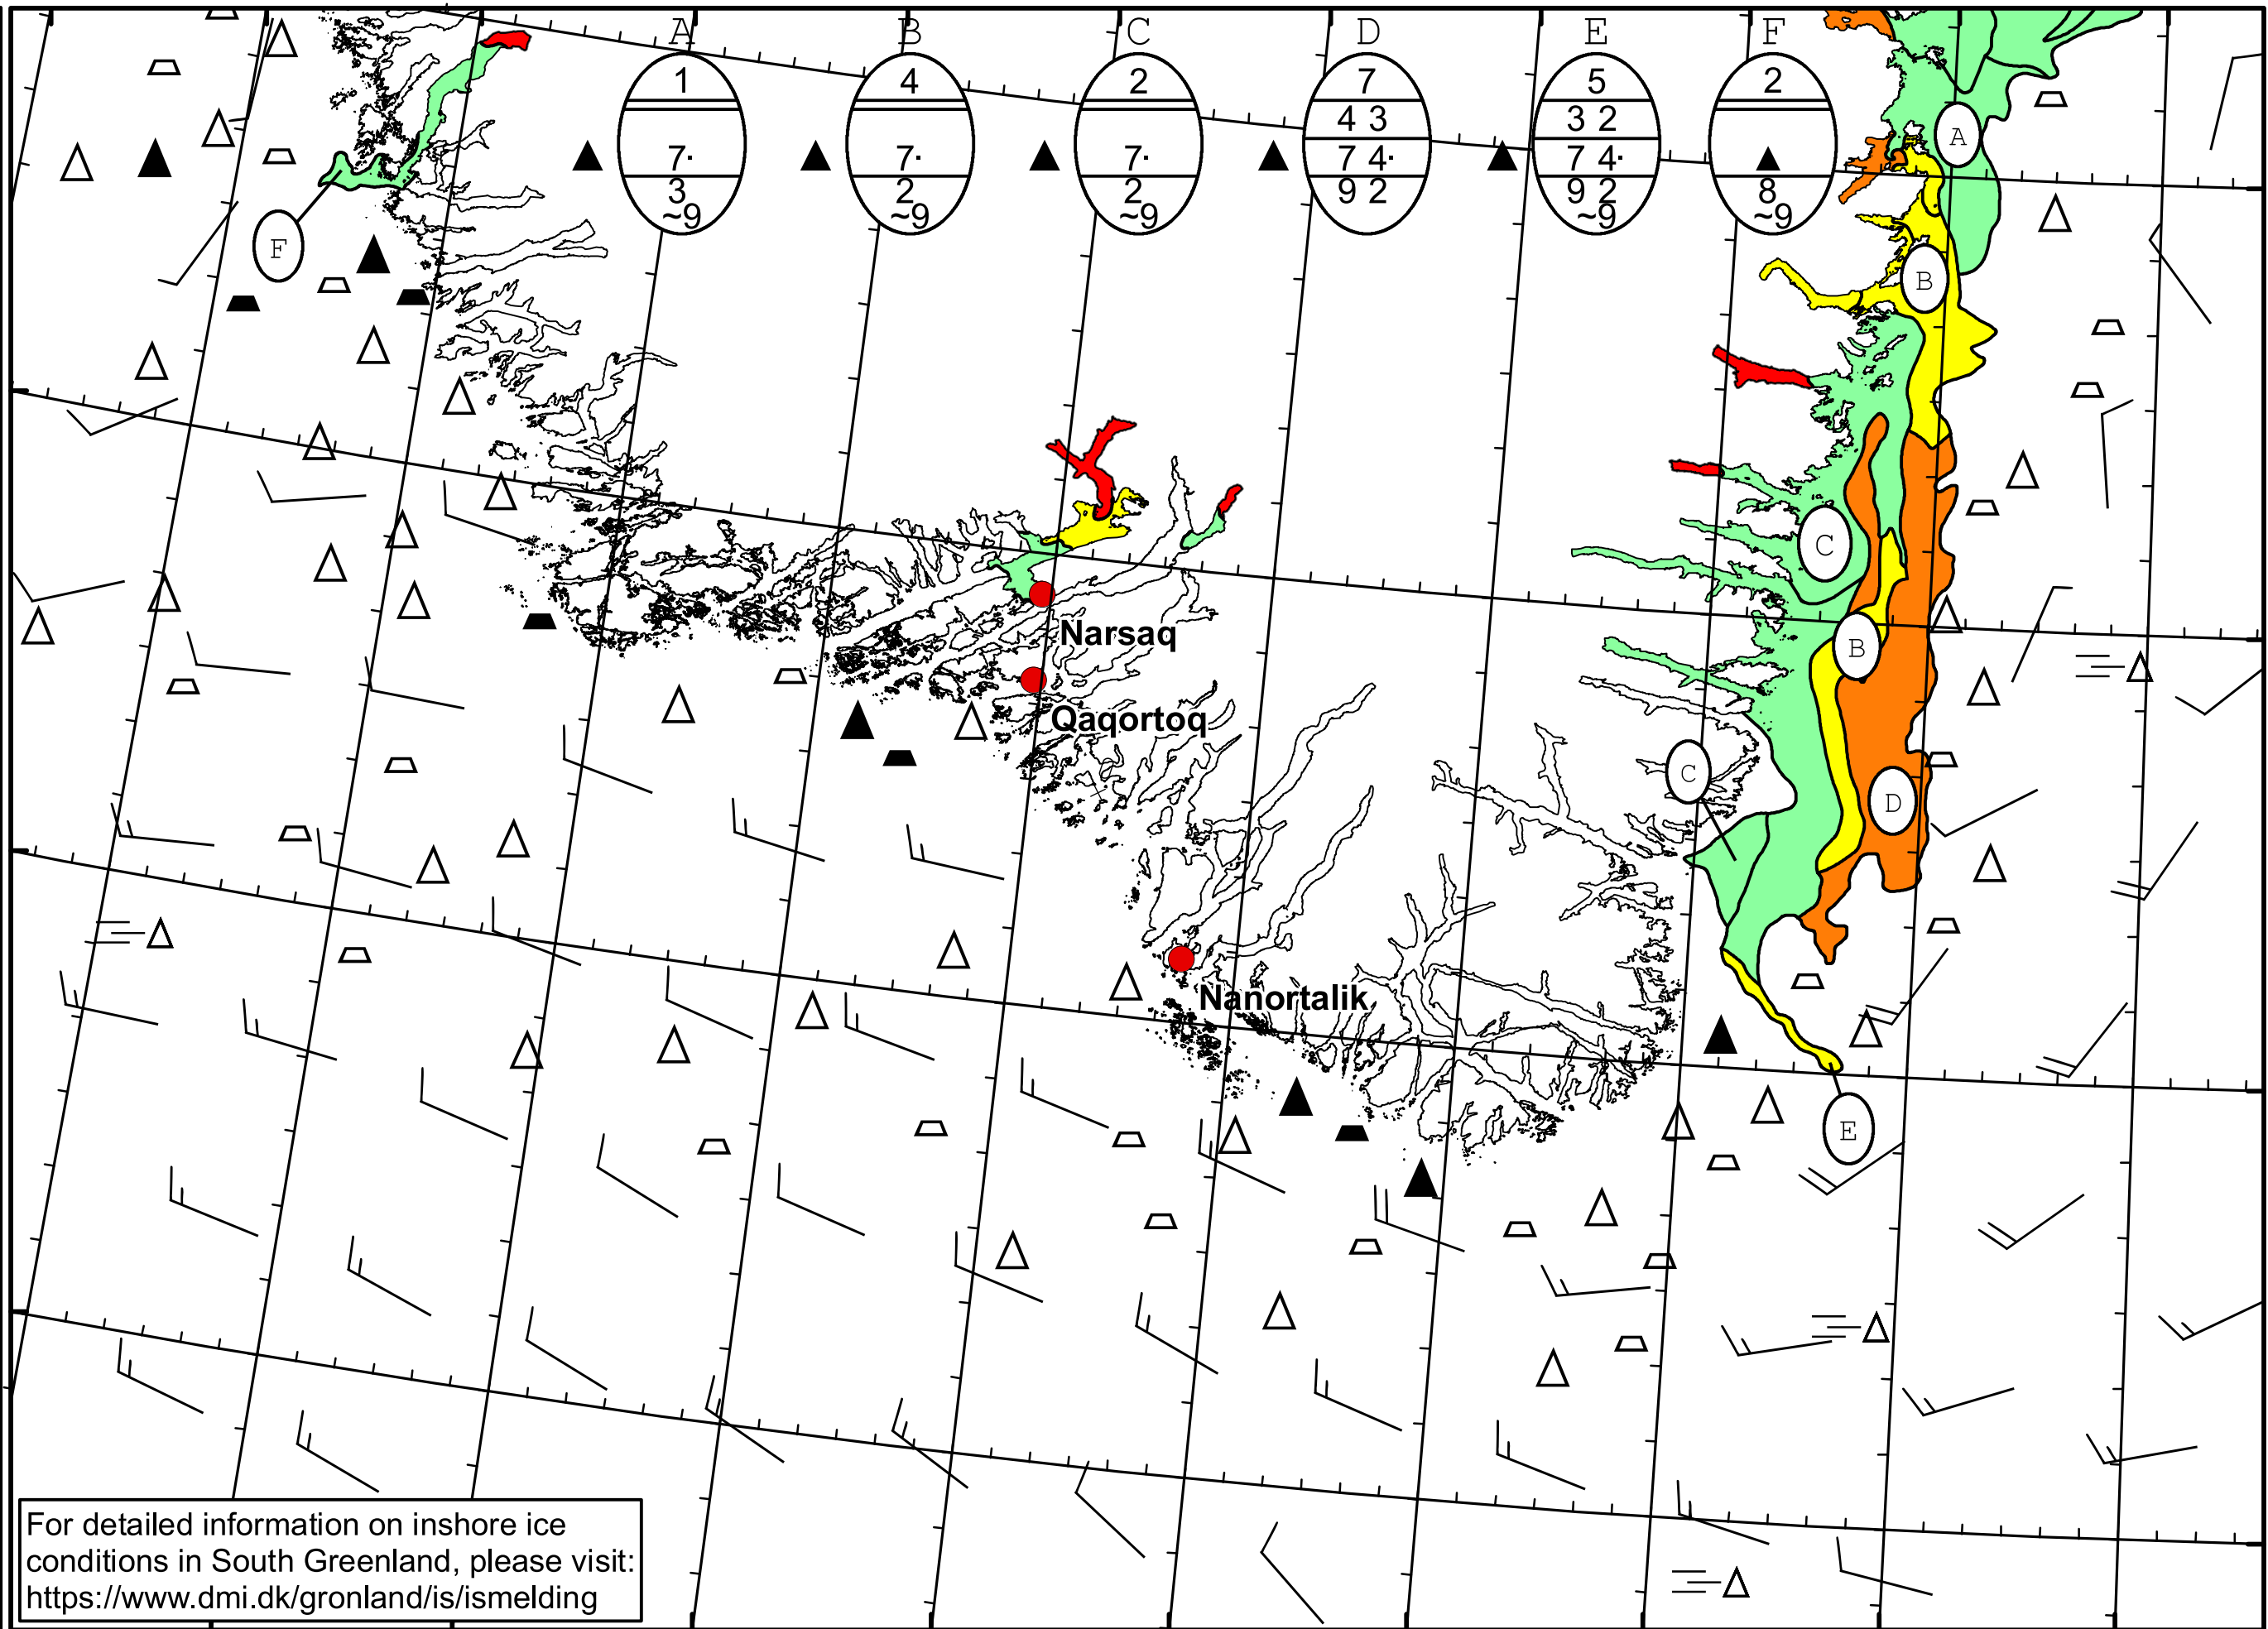 A B C D E F
1 4 2 7 5 2
4 3 3 2
7· 7· 7· 7 4· 7 4·
3 2 2 9 2 9 2 8
~9 ~9 ~9 ~9 ~9
A
F
B
C
Narsaq
B
Qaqortoq
C
D
Nanortalik
E
For detailed information on inshore ice
conditions in South Greenland, please visit:
https://www.dmi.dk/gronland/is/ismelding